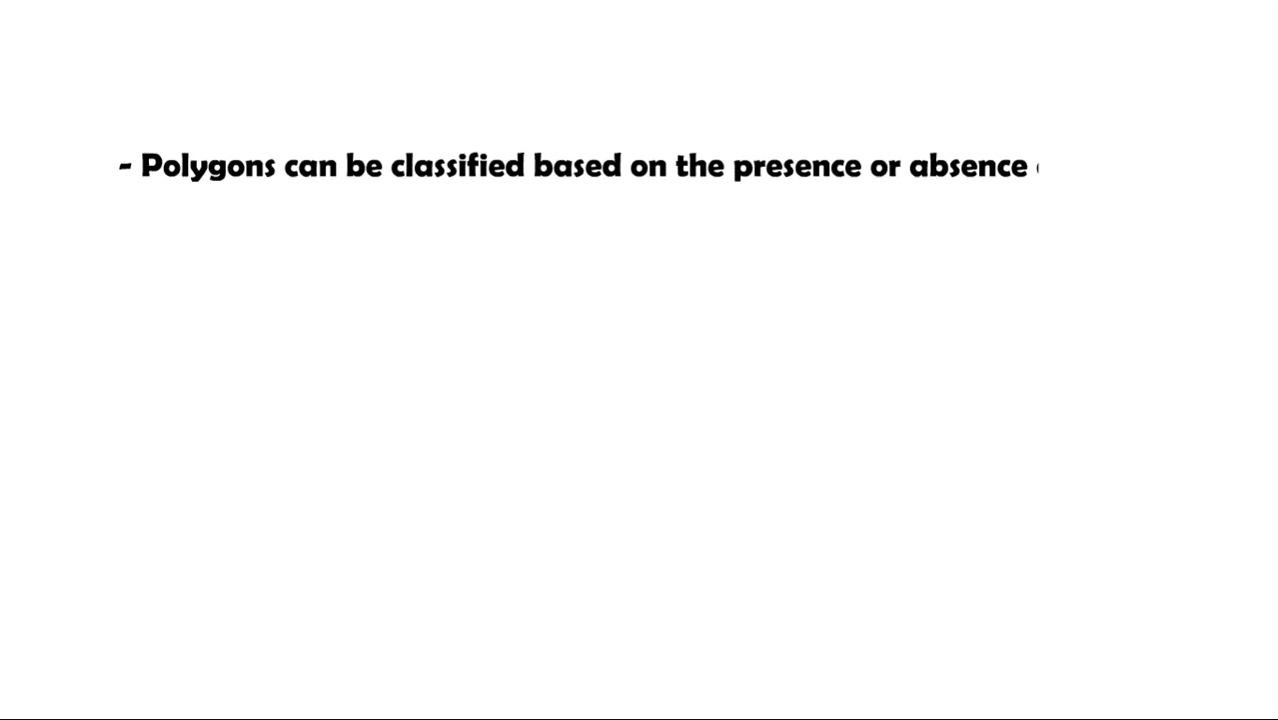 - Polygons can be classified based on the presence or absence